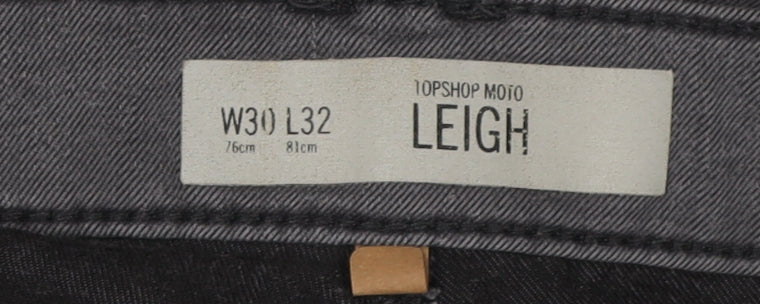 W30 L32
76cm 81cm
TOPSHOP MOTO
LEIGH